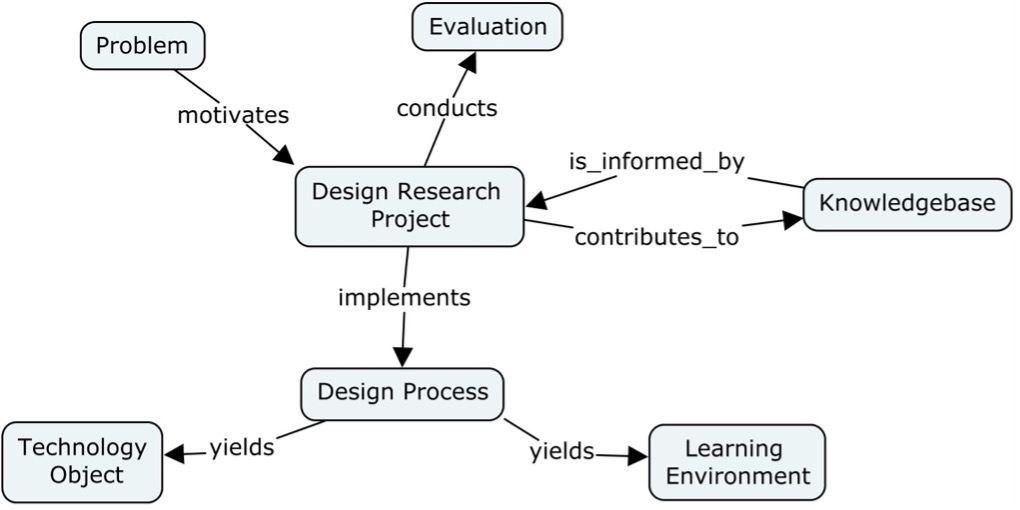 Evaluation
Problem
conducts
motivates
is_informed_by
Design Research
Project
Knowledgebase
contributes_to
implements
Design Process
Technology
Object
yields
yields
Learning
Environment